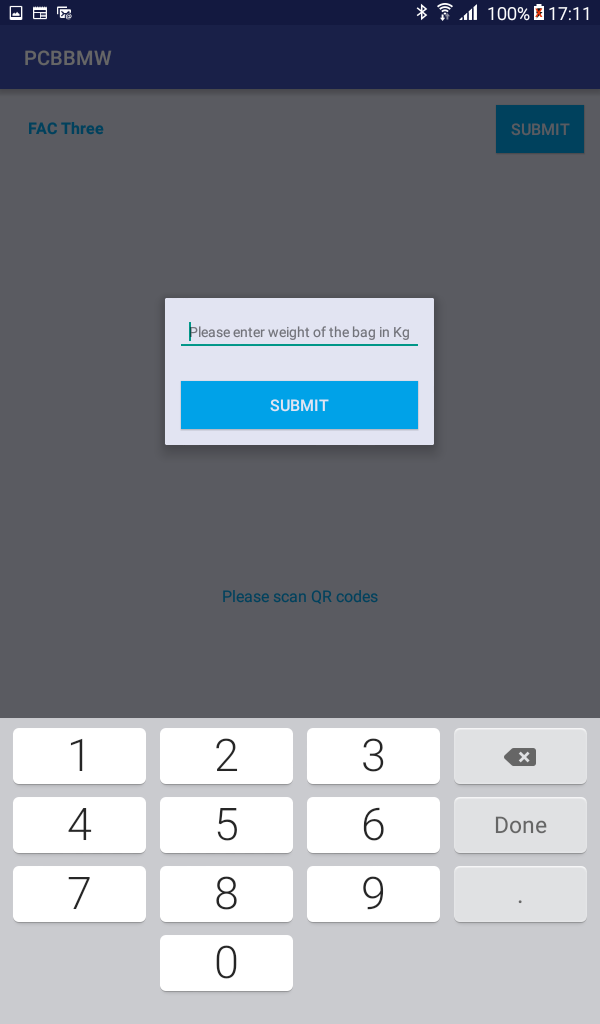 100% 17:11
PCBBMW
FAC Three
SUBMIT
Please enter weight of the bag in Kg
SUBMIT
Please scan QR codes
1 2 3
4 5 6 Done
7 8 9 .
0